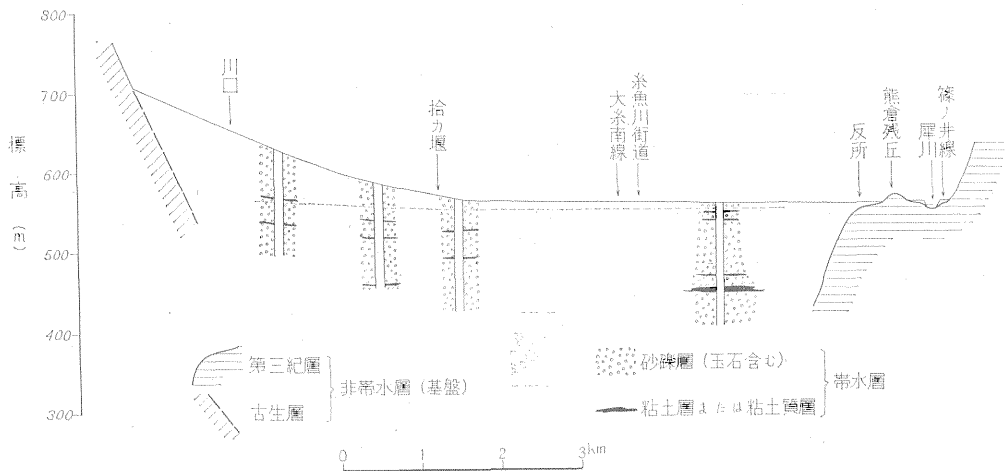 800
700
600
500
400
300
標高(m)
川口
拾カ堰
大糸南線
糸魚川街道
反所
熊倉残丘
犀川
篠ノ井線
第三紀層
古生層
非帯水層(基盤)
砂礫層(玉石含む)
粘土層または粘土質層
帯水層
0 1 2 3km